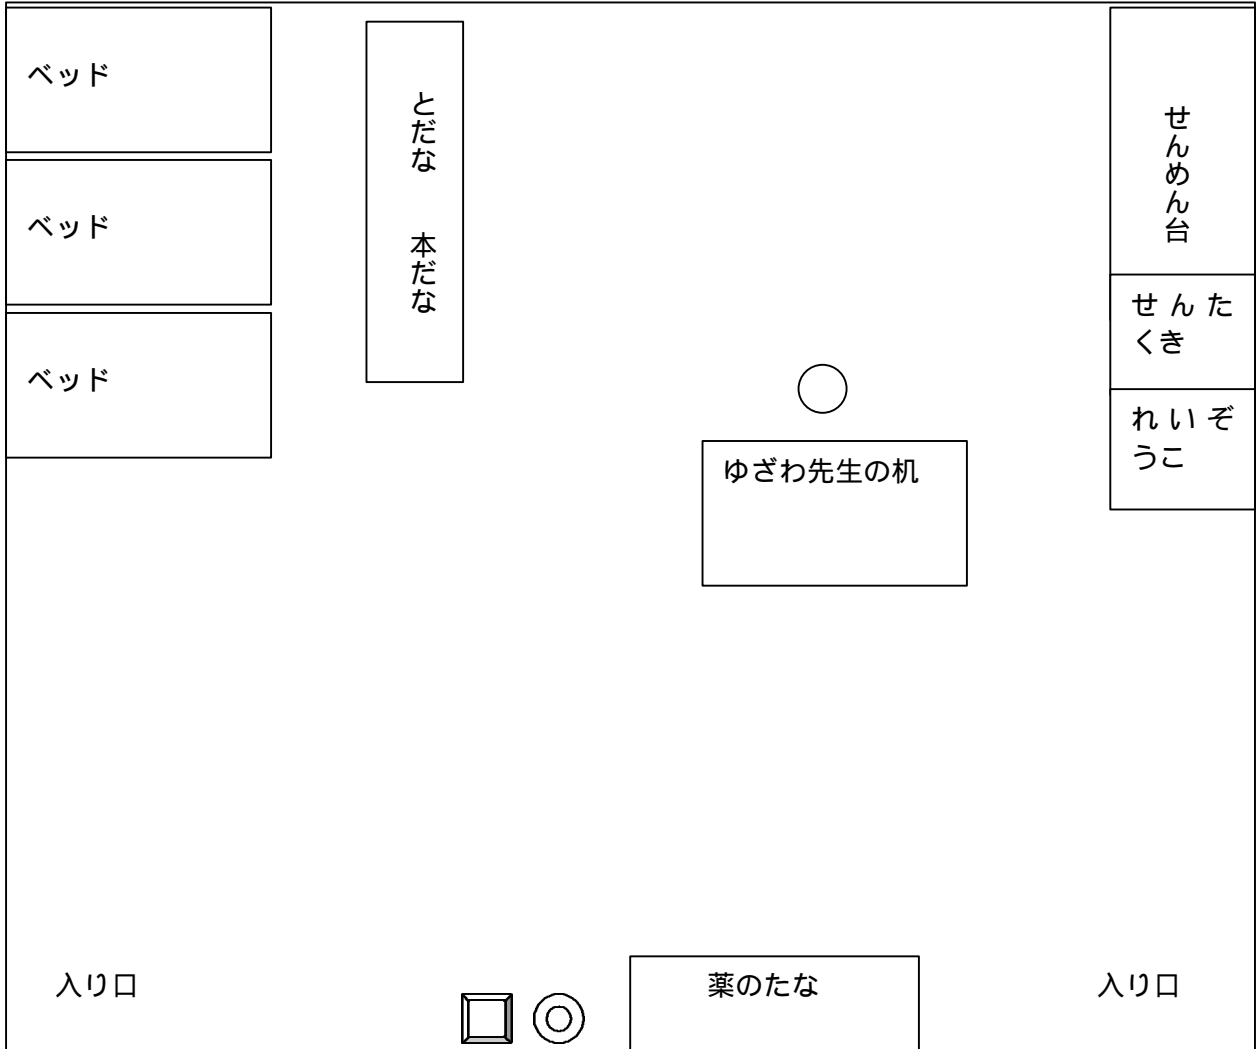 ベッド
ベッド
ベッド
とだな　本だな
せんめん台
せんた
くき
れいぞ
うこ
ゆざわ先生の机
入り口
薬のたな
入り口